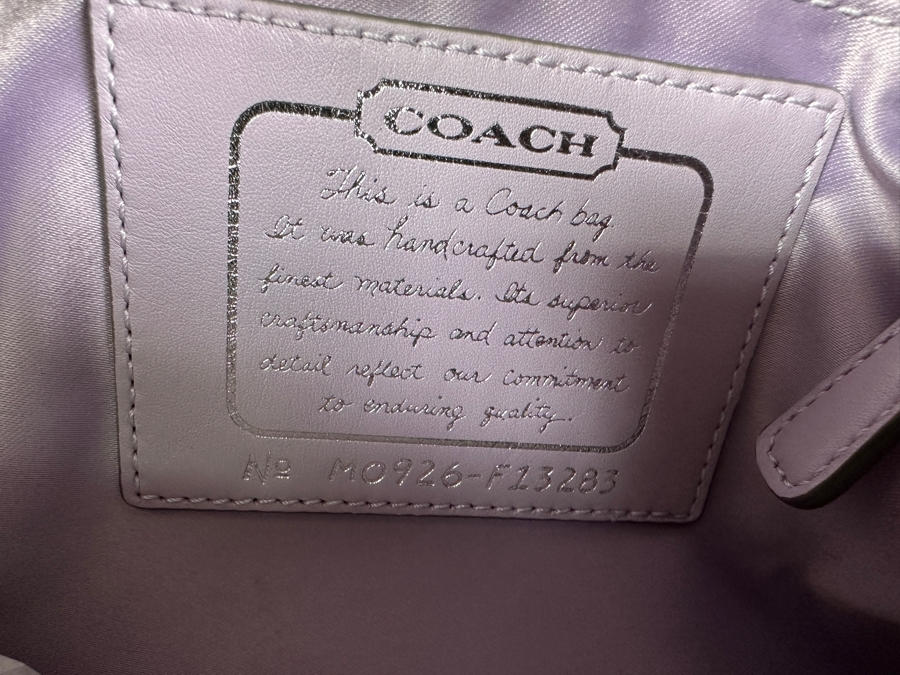 COACH
This is a Coach bag.
It was handcrafted from the
finest materials. Its superior
craftsmanship and attention to
detail reflect our commitment
to enduring quality.
Nº M0926-F13283